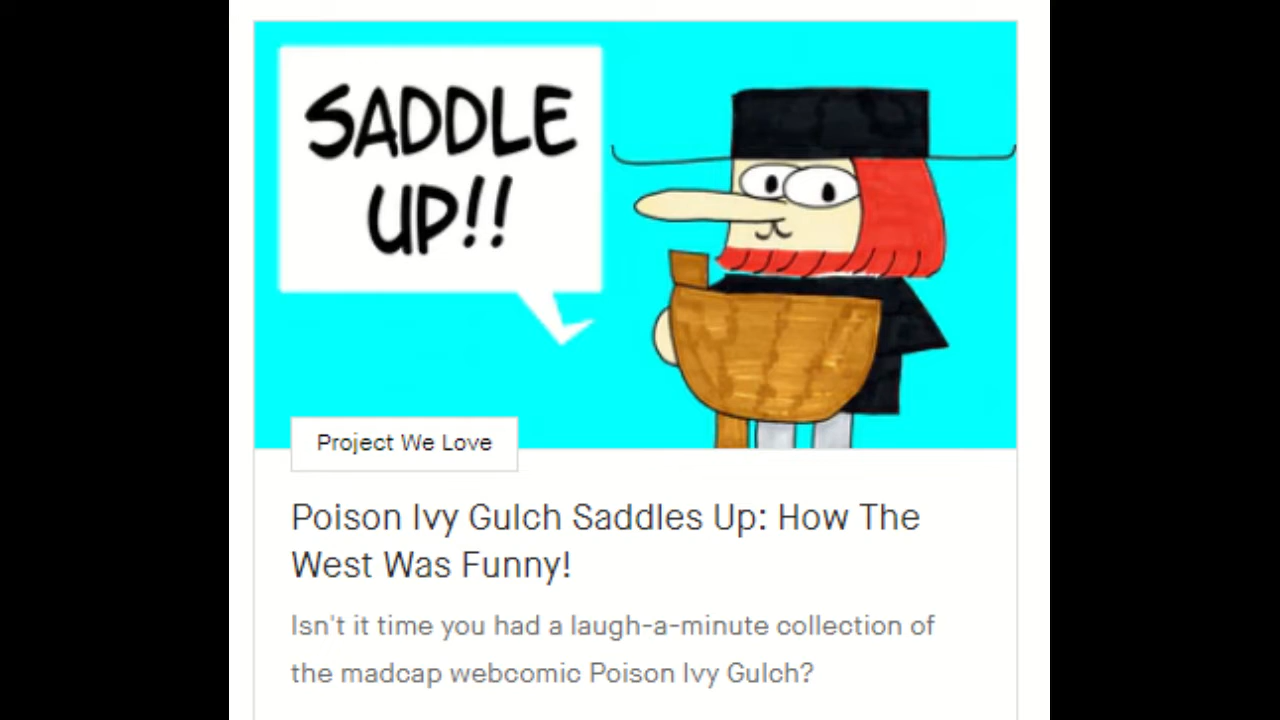 SADDLE
UP!!
Project We Love
Poison Ivy Gulch Saddles Up: How The
West Was Funny!
Isn't it time you had a laugh-a-minute collection of
the madcap webcomic Poison Ivy Gulch?